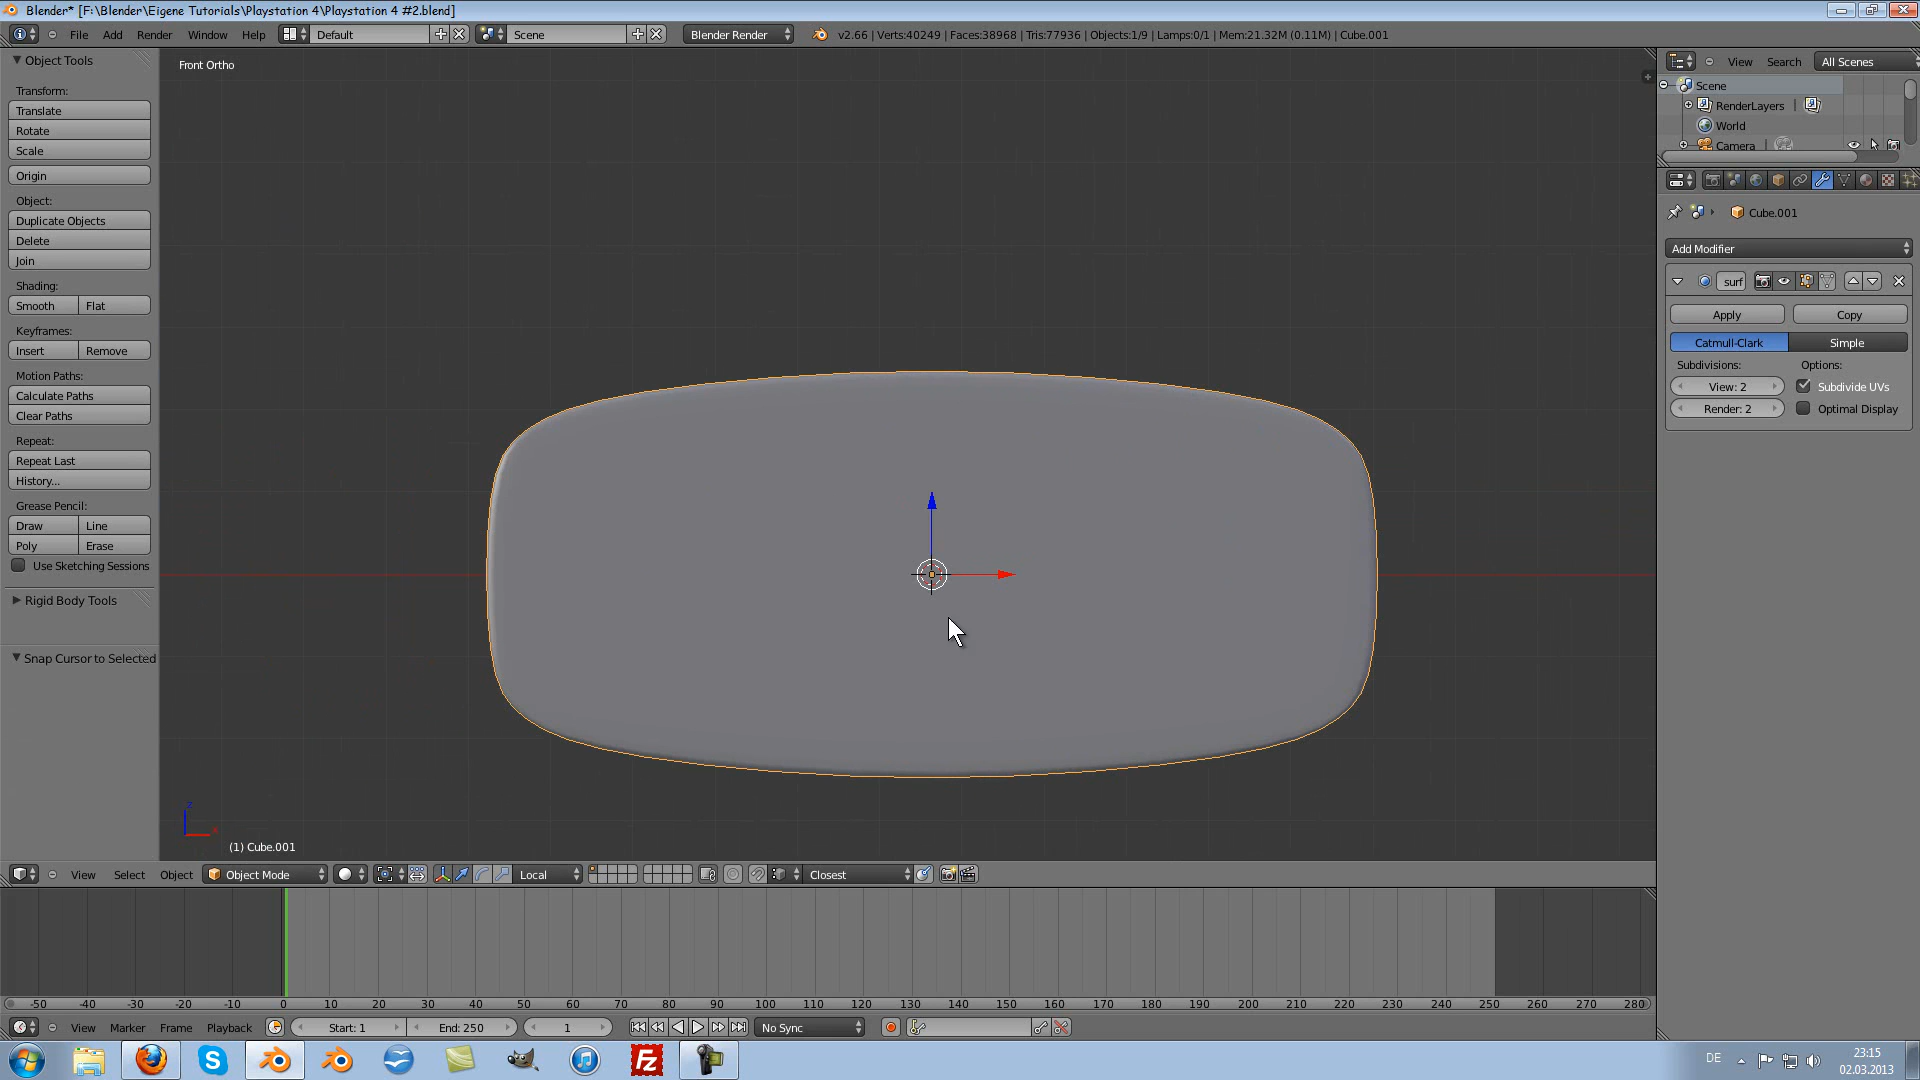 Blender* [F:\Blender\Eigene Tutorials\Playstation 4\Playstation 4 #2.blend]
File Add Render Window Help Default Scene Blender Render v2.66 | Verts:40249 | Faces:38968 | Tris:77936 | Objects:1/9 | Lamps:0/1 | Mem:21.32M (0.11M) | Cube.001
Object Tools
Transform:
Translate
Rotate
Scale
Origin
Object:
Duplicate Objects
Delete
Join
Shading:
Smooth Flat
Keyframes:
Insert Remove
Motion Paths:
Calculate Paths
Clear Paths
Repeat:
Repeat Last
History...
Grease Pencil:
Draw Line
Poly Erase
Use Sketching Sessions
Rigid Body Tools
Snap Cursor to Selected
Front Ortho
z
x
(1) Cube.001
View Search All Scenes
Scene
RenderLayers |
World
Camera |
Cube.001
Add Modifier
surf
Apply Copy
Catmull-Clark Simple
Subdivisions: Options:
View: 2 Subdivide UVs
Render: 2 Optimal Display
View Select Object Object Mode Local Closest
-50 -40 -30 -20 -10 0 10 20 30 40 50 60 70 80 90 100 110 120 130 140 150 160 170 180 190 200 210 220 230 240 250 260 270 280
View Marker Frame Playback Start: 1 End: 250 1 No Sync
DE 23:15
02.03.2013